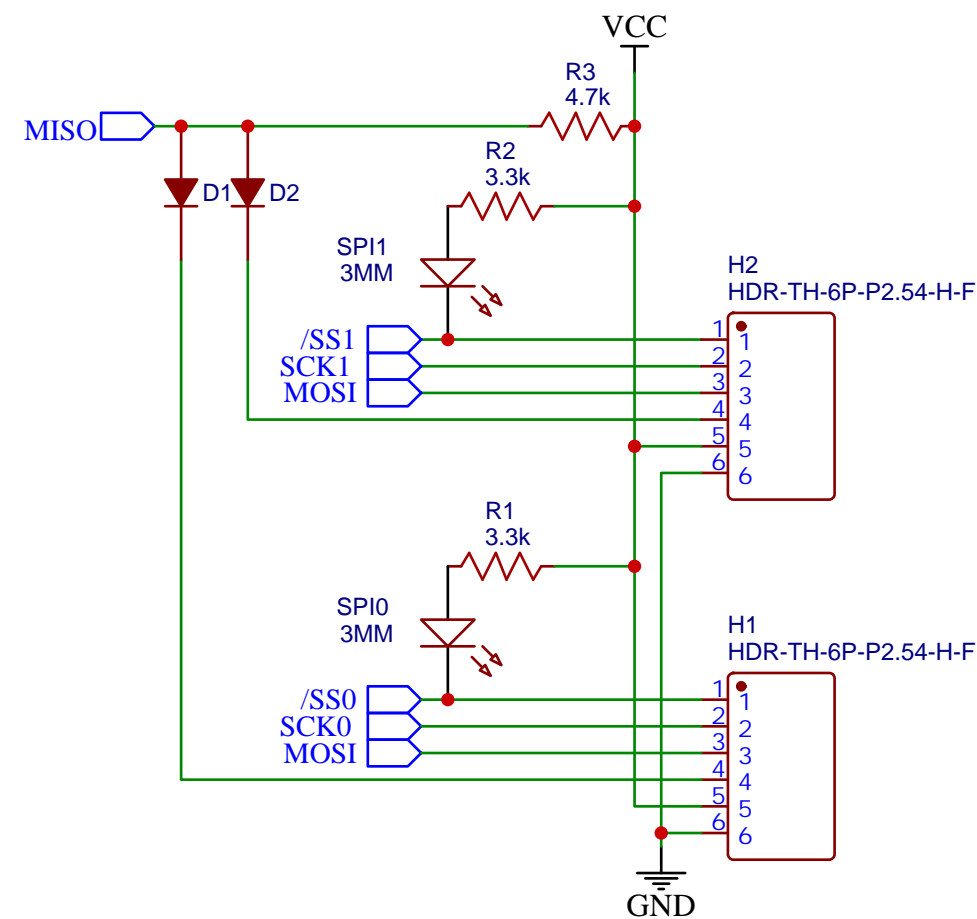 VCC
R3
4.7k
MISO
R2
3.3k
D1
D2
SPI1
3MM
H2
HDR-TH-6P-P2.54-H-F
/SS1
SCK1
MOSI
1 1
2 2
3 3
4 4
5 5
6 6
R1
3.3k
SPI0
3MM
H1
HDR-TH-6P-P2.54-H-F
/SS0
SCK0
MOSI
1 1
2 2
3 3
4 4
5 5
6 6
GND